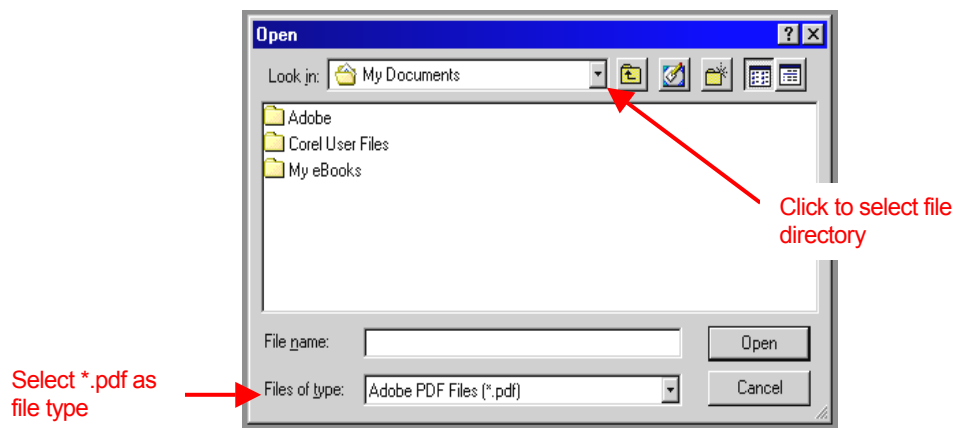 Open
Look in: My Documents
Adobe
Corel User Files
My eBooks
Click to select file
directory
File name:
Open
Select *.pdf as
file type
Files of type: Adobe PDF Files (*.pdf)
Cancel